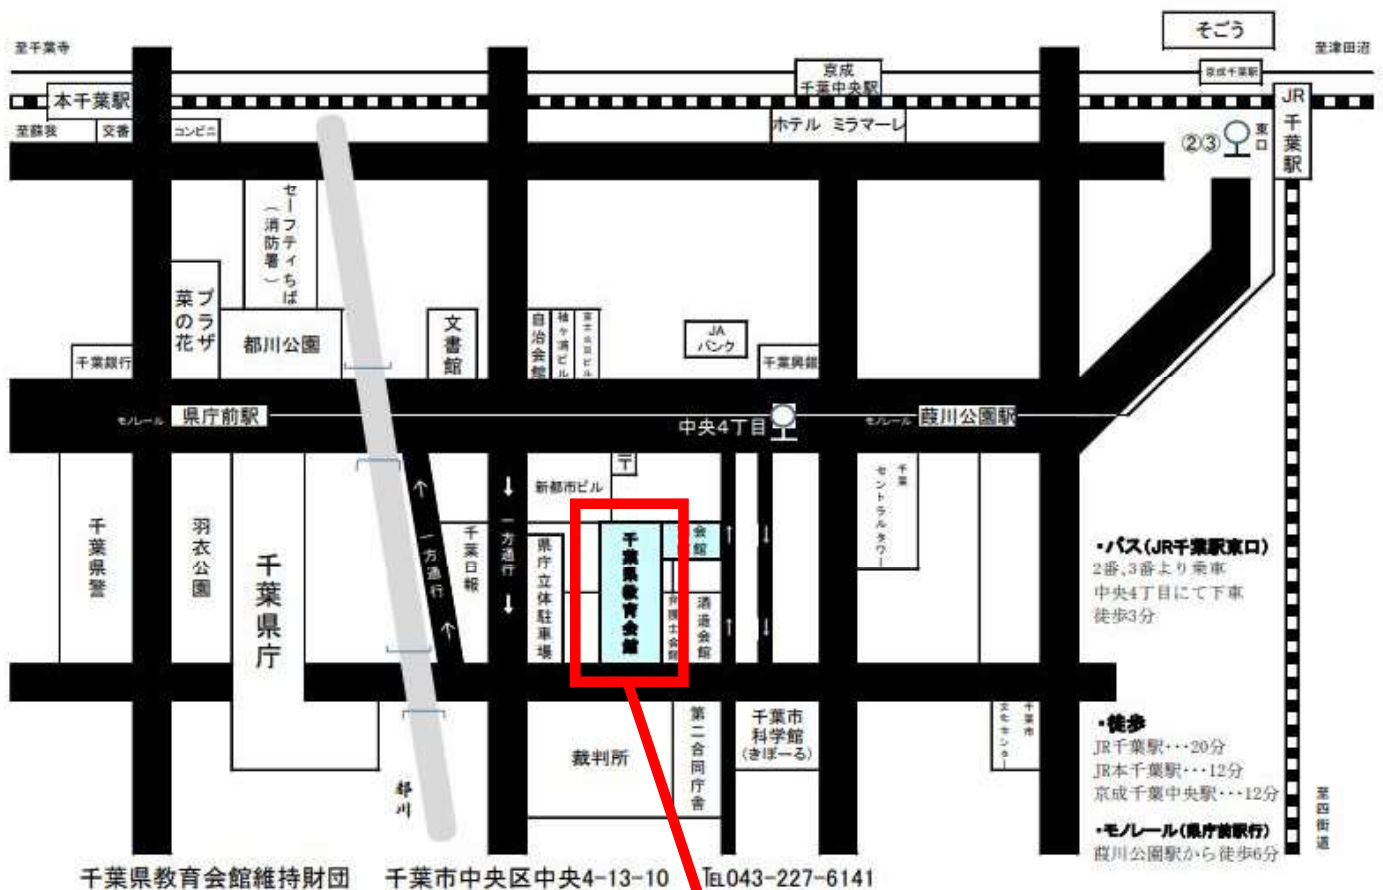 そごう
至千葉寺
至津田沼
京成
千葉中央駅
京成千葉駅
本千葉駅
JR
千葉駅
至蘇我
交番
コンビニ
ホテル ミラマーレ
②③
東口
セーフティちば
（消防署）
プラザ
菜の花
都川公園
文書館
自治会館
袖ケ浦ビル
JA
バンク
千葉銀行
千葉興銀
モノレール
県庁前駅
中央4丁目
モノレール
葭川公園駅
〒
新都市ビル
千葉
セントラルタワー
千葉県警
羽衣公園
千葉県庁
一方通行
千葉日報
一方通行
県庁立体駐車場
千葉県教育会館
会館
弁護士会館
酒造会館
・バス(JR千葉駅東口)
2番、3番より乗車
中央4丁目にて下車
徒歩3分
裁判所
第二合同庁舎
千葉市
科学館
(きぼーる)
千葉市
文化センター
・徒歩
JR千葉駅・・・20分
JR本千葉駅・・・12分
京成千葉中央駅・・・12分
都川
至四街道
・モノレール(県庁前駅行)
葭川公園駅から徒歩6分
千葉県教育会館維持財団 千葉市中央区中央4-13-10 ℡043-227-6141